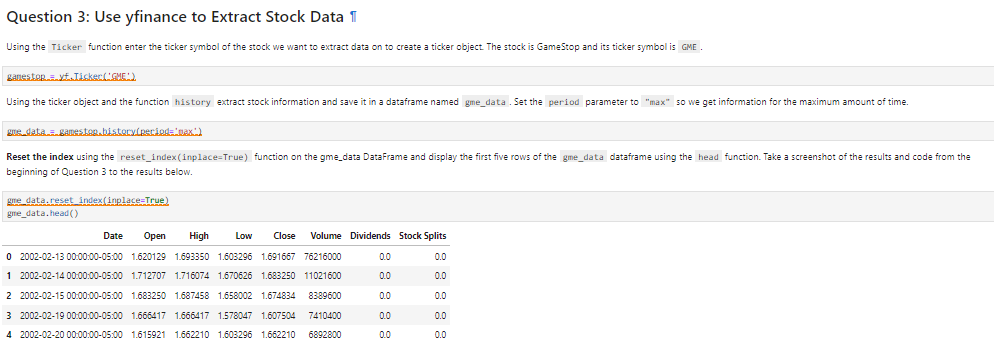 Question 3: Use yfinance to Extract Stock Data ¶
Using the Ticker function enter the ticker symbol of the stock we want to extract data on to create a ticker object. The stock is GameStop and its ticker symbol is GME .
gamestop = yf.Ticker('GME')
Using the ticker object and the function history extract stock information and save it in a dataframe named gme_data . Set the period parameter to "max" so we get information for the maximum amount of time.
gme_data = gamestop.history(period='max')
Reset the index using the reset_index(inplace=True) function on the gme_data DataFrame and display the first five rows of the gme_data dataframe using the head function. Take a screenshot of the results and code from the
beginning of Question 3 to the results below.
gme_data.reset_index(inplace=True)
gme_data.head()
Date Open High Low Close Volume Dividends Stock Splits
0 2002-02-13 00:00:00-05:00 1.620129 1.693350 1.603296 1.691667 76216000 0.0 0.0
1 2002-02-14 00:00:00-05:00 1.712707 1.716074 1.670626 1.683250 11021600 0.0 0.0
2 2002-02-15 00:00:00-05:00 1.683250 1.687458 1.658002 1.674834 8389600 0.0 0.0
3 2002-02-19 00:00:00-05:00 1.666417 1.666417 1.578047 1.607504 7410400 0.0 0.0
4 2002-02-20 00:00:00-05:00 1.615921 1.662210 1.603296 1.662210 6892800 0.0 0.0